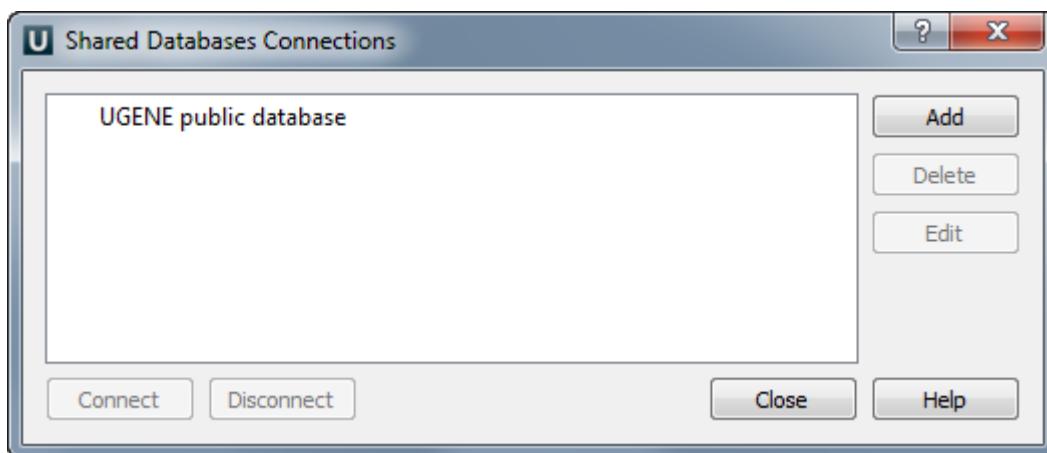 U Shared Databases Connections ? X
UGENE public database
Add
Delete
Edit
Connect Disconnect Close Help